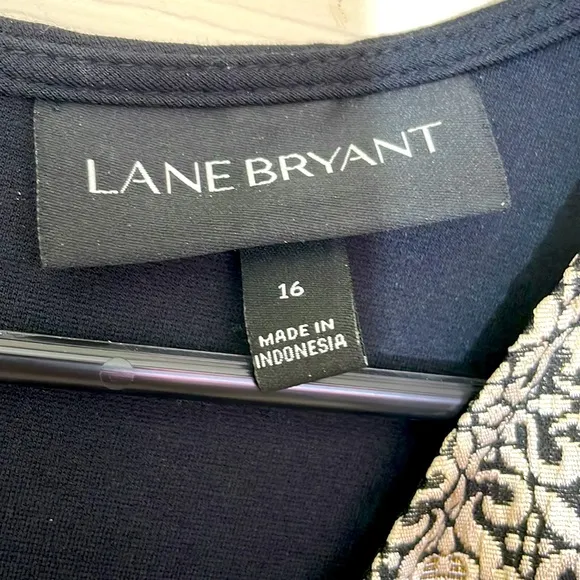 LANE BRYANT
16
MADE IN
INDONESIA